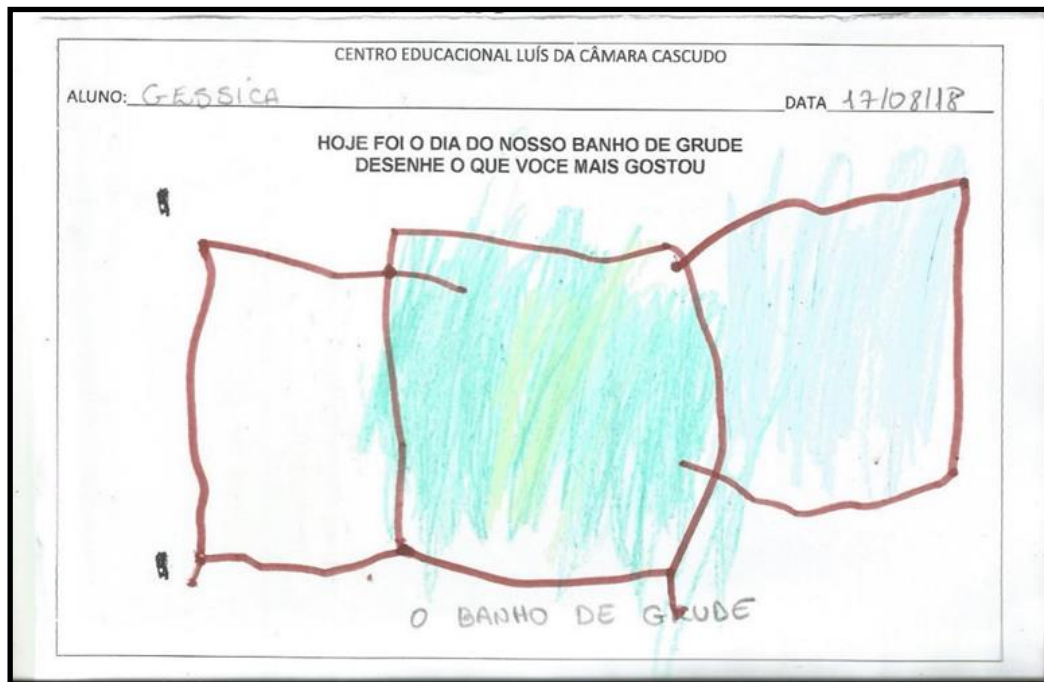 CENTRO EDUCACIONAL LUÍS DA CÂMARA CASCUDO
ALUNO: GESSICA DATA 17/08/18
HOJE FOI O DIA DO NOSSO BANHO DE GRUDE
DESENHE O QUE VOCE MAIS GOSTOU
O BANHO DE GRUDE